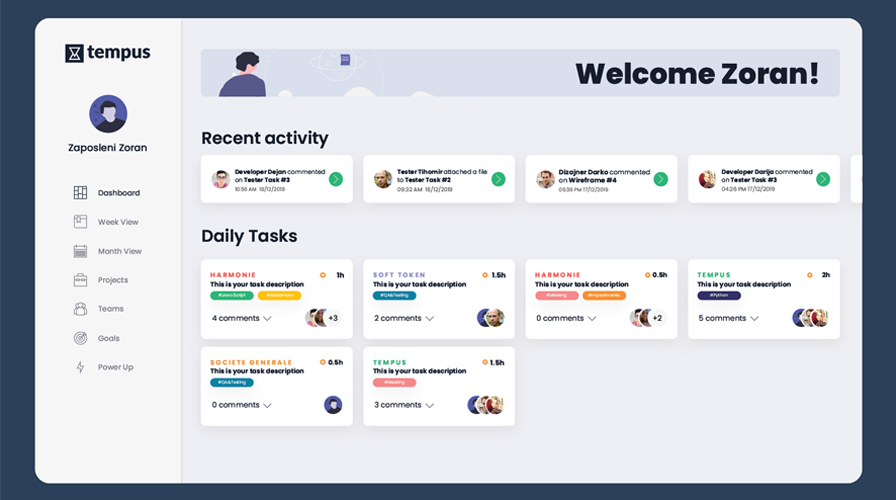 tempus
Zaposleni Zoran
Dashboard
Week View
Month View
Projects
Teams
Goals
Power Up
Welcome Zoran!
Recent activity
Developer Dejan commented
on Tester Task #3
10:56 AM 18/12/2019
Tester Tihomir attached a file
to Tester Task #2
09:32 AM 18/12/2019
Dizajner Darko commented
on Wireframe #4
05:36 PM 17/12/2019
Developer Darija commented
on Tester Task #3
04:26 PM 17/12/2019
Daily Tasks
HARMONIE 1h
This is your task description
#JavaScript
4 comments +3
SOFT TOKEN 1.5h
This is your task description
#QA&Testing
2 comments
HARMONIE 0.5h
This is your task description
#Meeting
0 comments +2
TEMPUS 2h
This is your task description
#Python
5 comments
SOCIETE GENERALE 0.5h
This is your task description
#QA&Testing
0 comments
TEMPUS 1.5h
This is your task description
#Meeting
3 comments